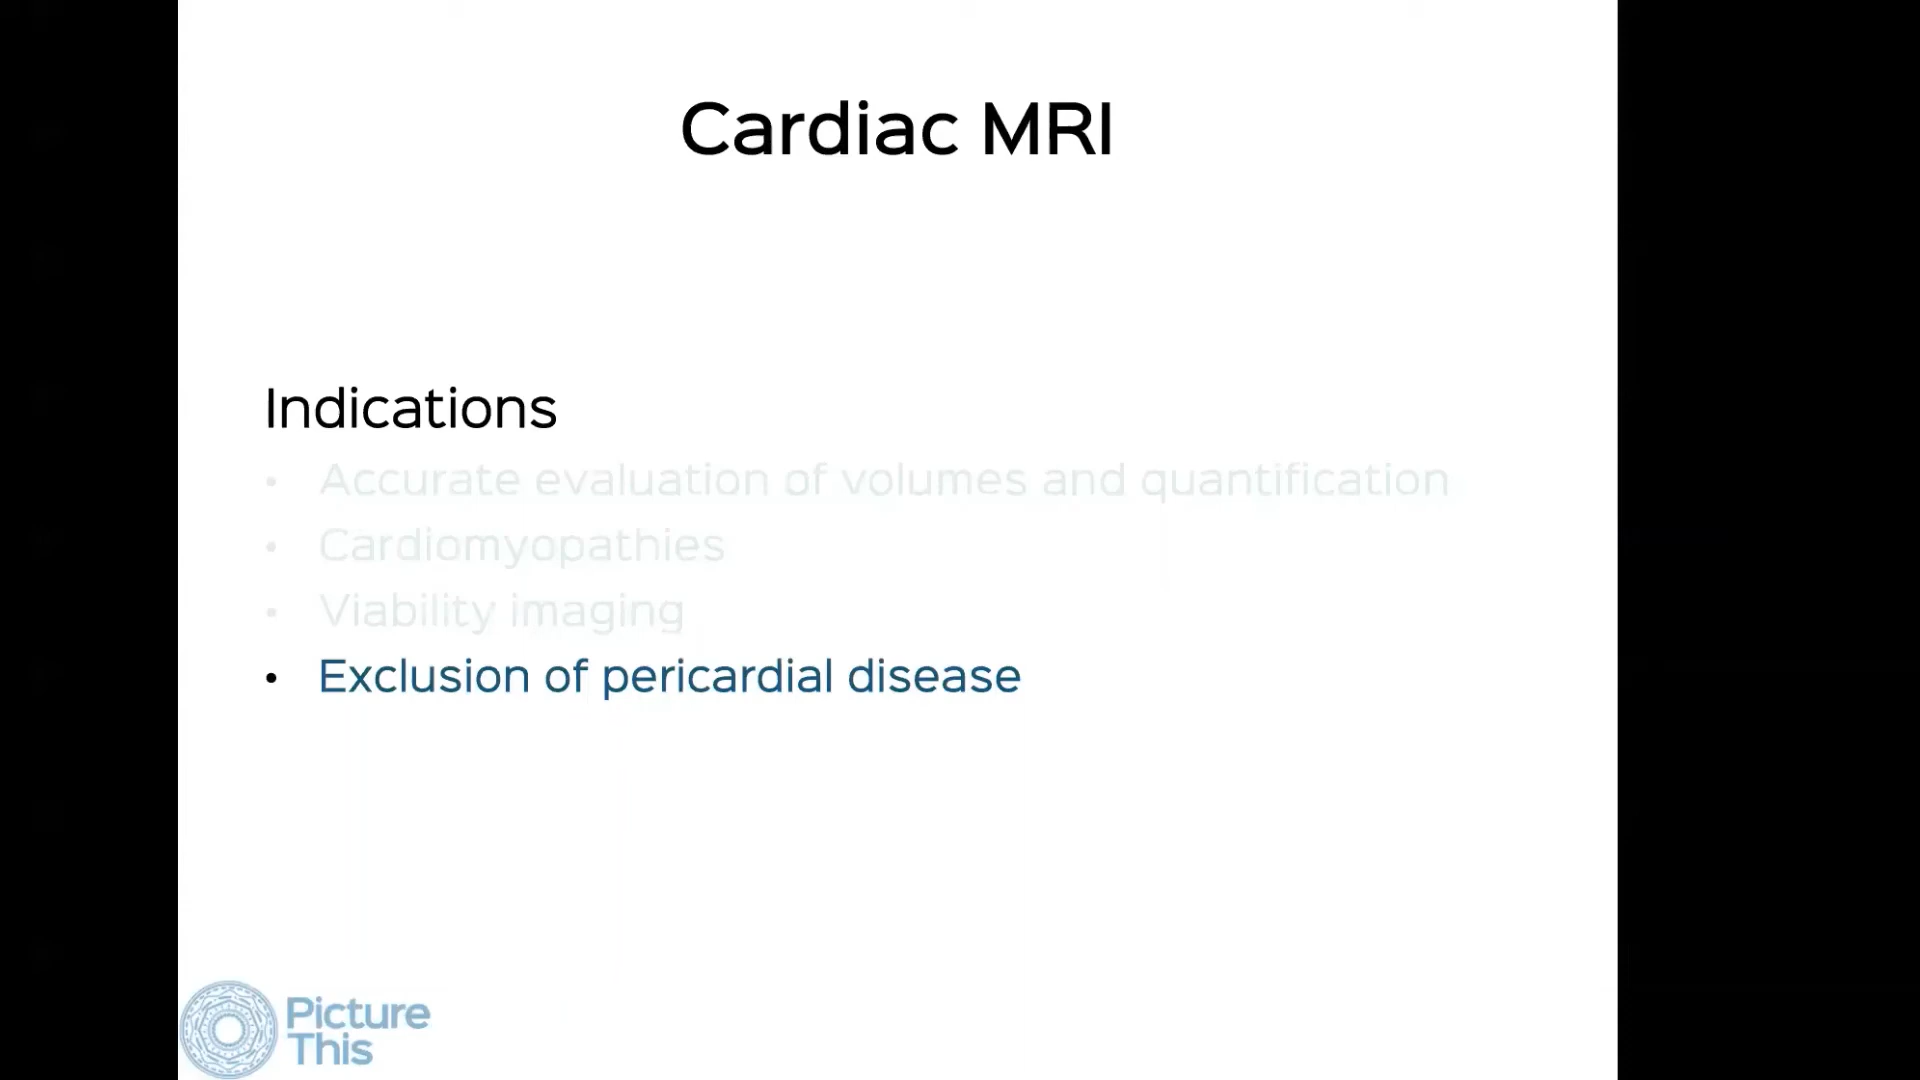 Cardiac MRI
Indications
• Accurate evaluation of volumes and quantification
• Cardiomyopathies
• Viability imaging
• Exclusion of pericardial disease
Picture
This